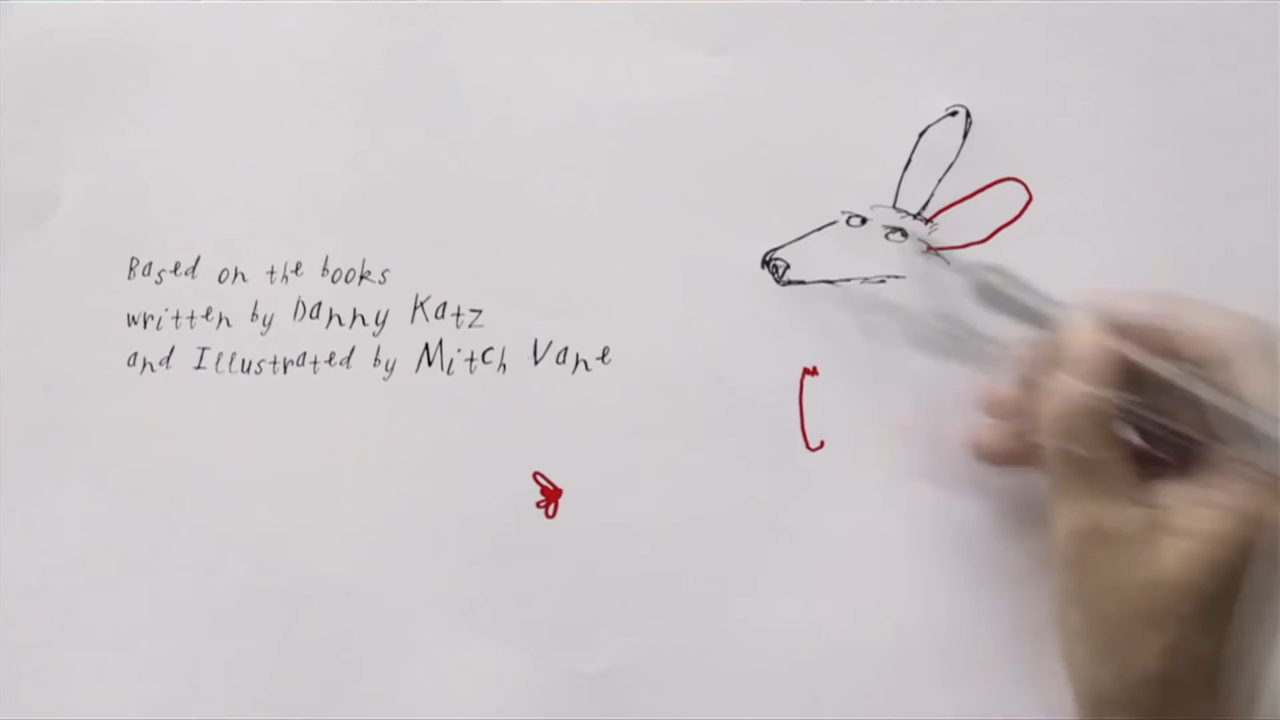 Based on the books
written by Danny Katz
and Illustrated by Mitch Vane